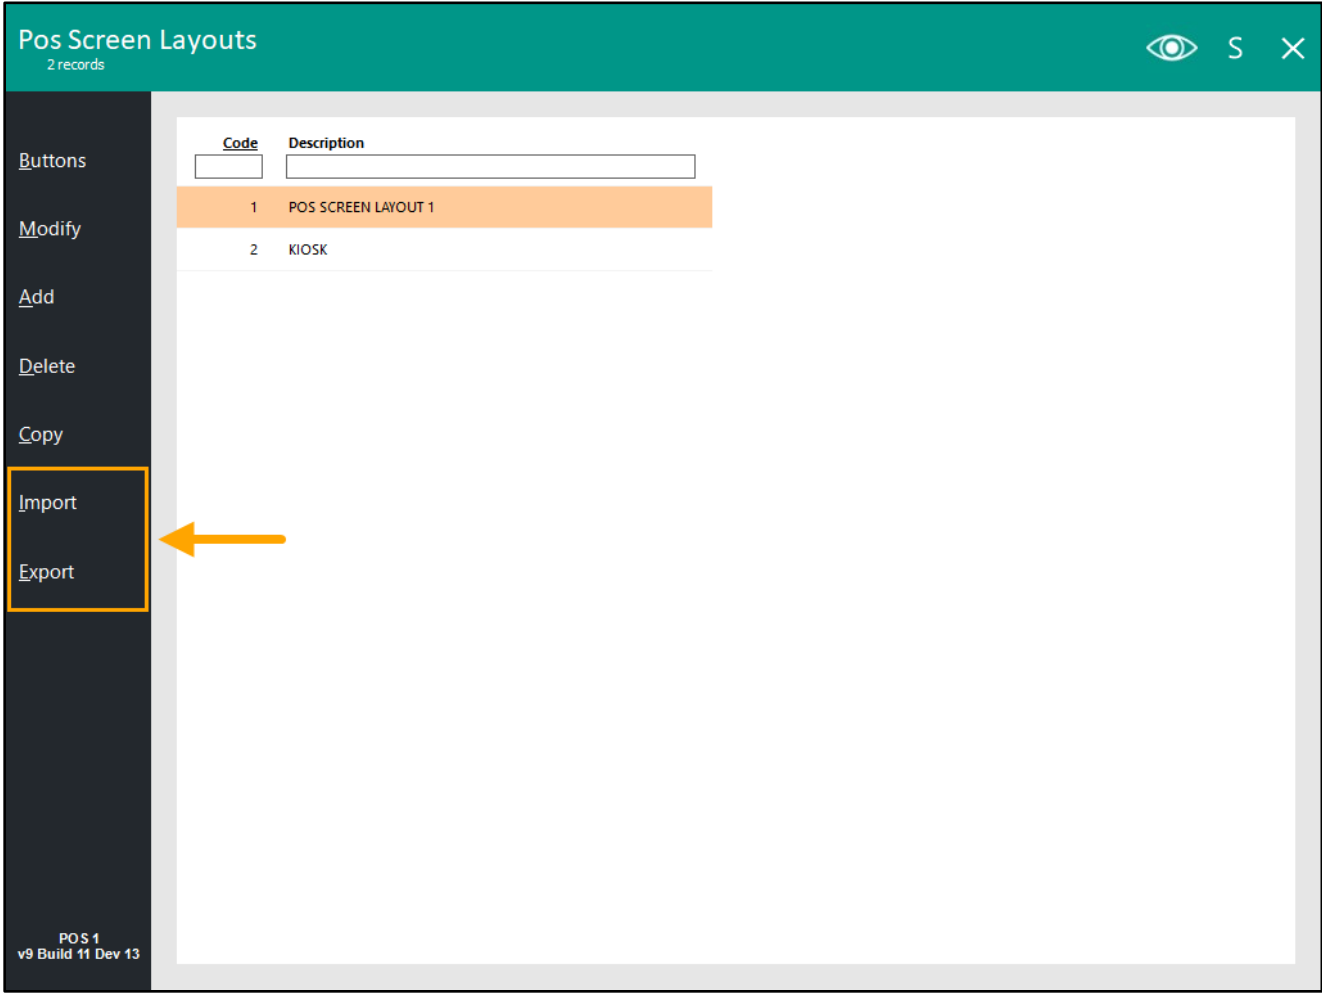 Pos Screen Layouts
2 records
S
Buttons
Modify
Add
Delete
Copy
Import
Export
Code Description
1 POS SCREEN LAYOUT 1
2 KIOSK
POS 1
v9 Build 11 Dev 13